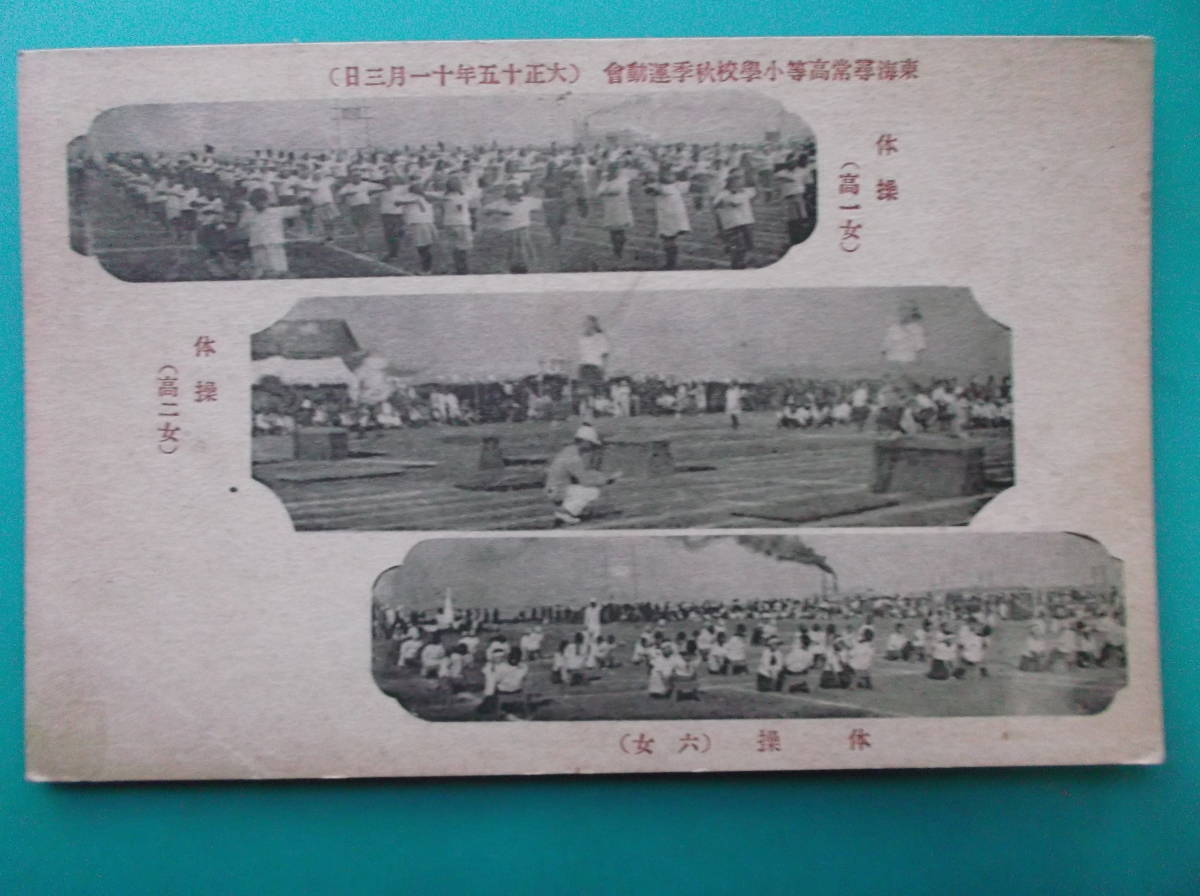 東海尋常高等小學校秋季運動會（大正十五年十一月三日）
体操
（高一女）
体操
（高二女）
体操（六女）